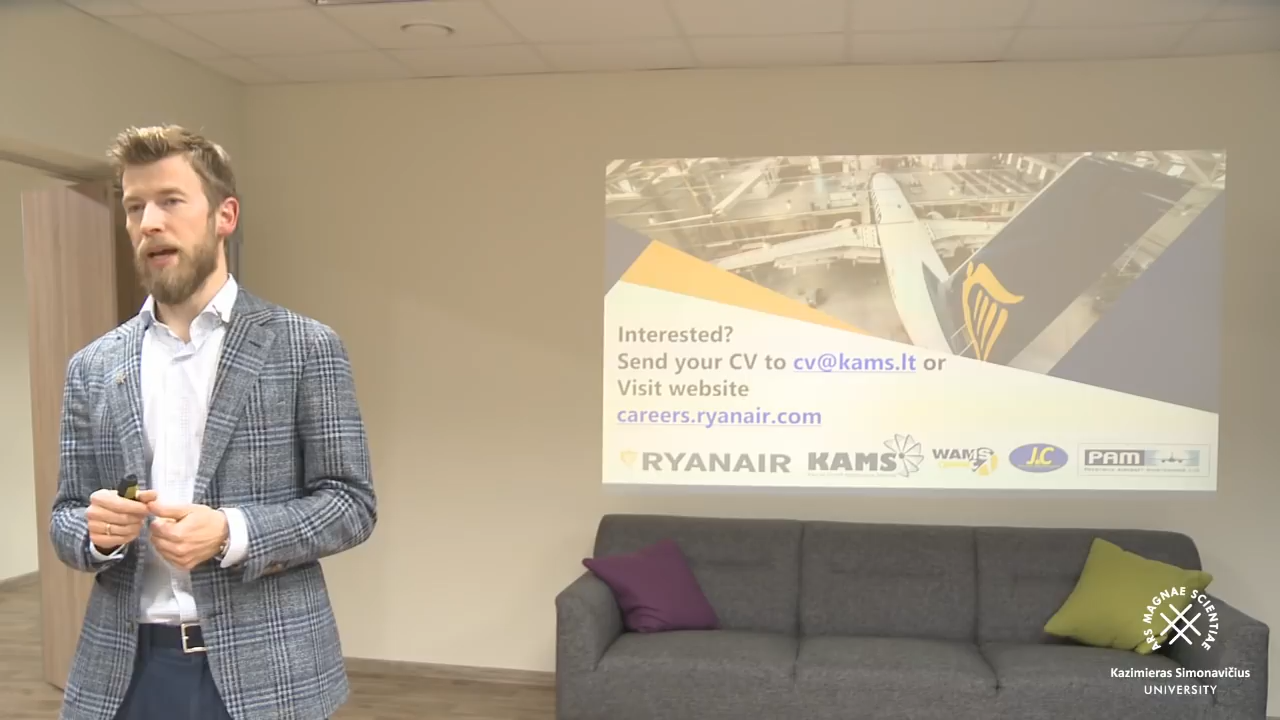 Interested?
Send your CV to cv@kams.lt or
Visit website
careers.ryanair.com
RYANAIR KAMS WAMS J&C PAM
ARS MAGNAE SCIENTIAE
Kazimieras Simonavičius
UNIVERSITY